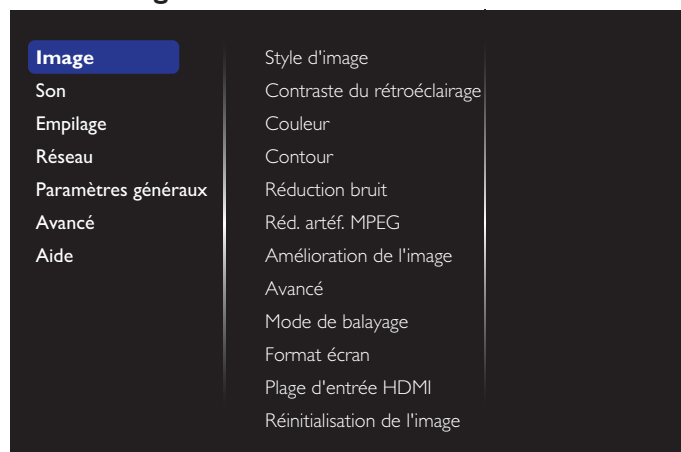 Image
Son
Empilage
Réseau
Paramètres généraux
Avancé
Aide
Style d'image
Contraste du rétroéclairage
Couleur
Contour
Réduction bruit
Réd. artéf. MPEG
Amélioration de l'image
Avancé
Mode de balayage
Format écran
Plage d'entrée HDMI
Réinitialisation de l'image